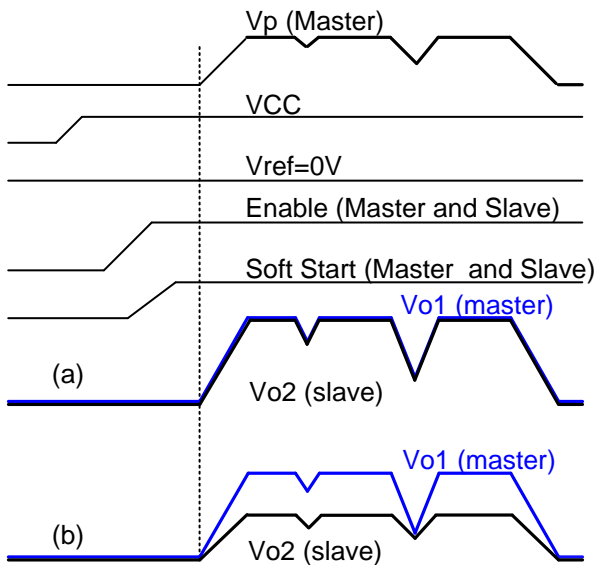 Vp (Master)
VCC
Vref=0V
Enable (Master and Slave)
Soft Start (Master and Slave)
Vo1 (master)
(a)
Vo2 (slave)
Vo1 (master)
(b)
Vo2 (slave)